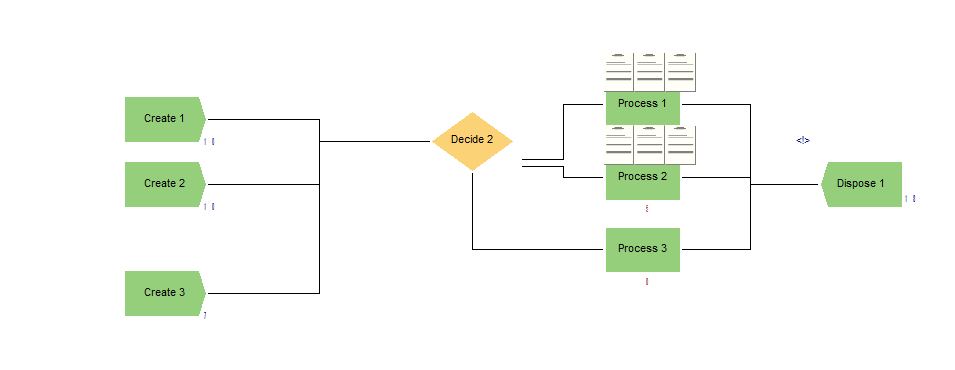 Create 1
Create 2
Create 3
Decide 2
Process 1
Process 2
Process 3
Dispose 1